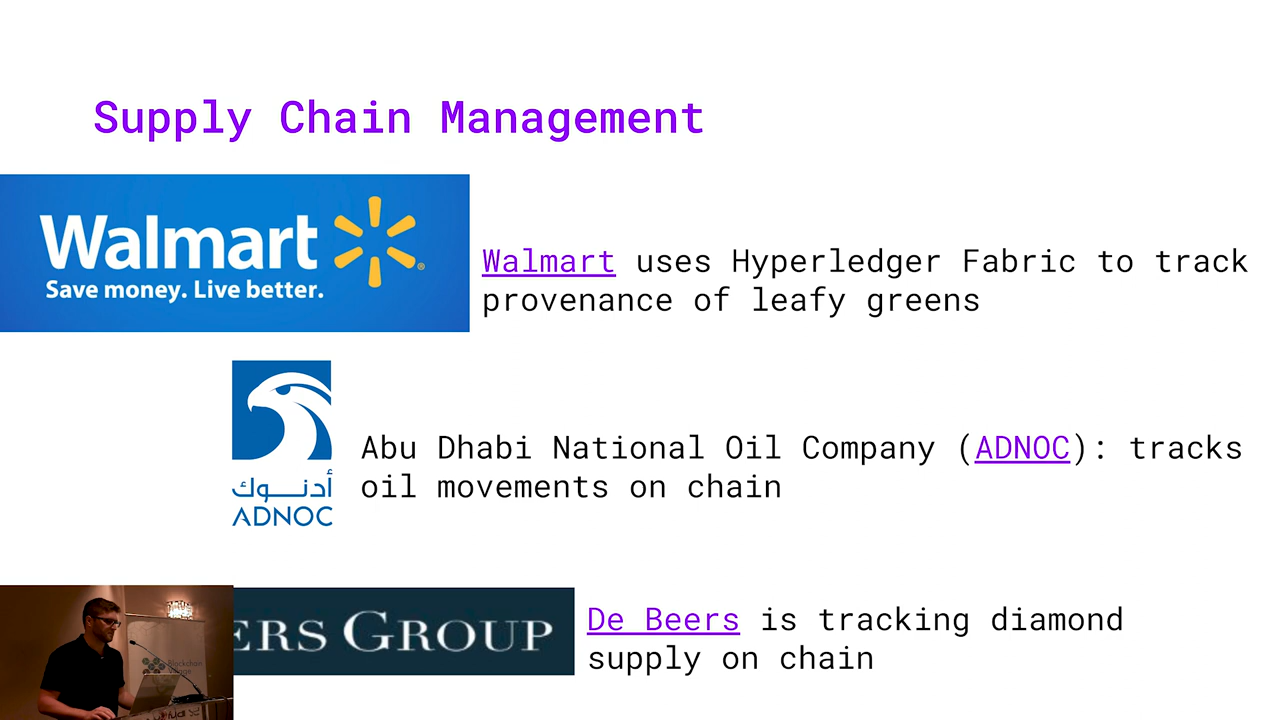 Supply Chain Management
Walmart
Save money. Live better.
Walmart uses Hyperledger Fabric to track
provenance of leafy greens
أدنوك
ADNOC
Abu Dhabi National Oil Company (ADNOC): tracks
oil movements on chain
ERS GROUP
De Beers is tracking diamond
supply on chain
Blockchain